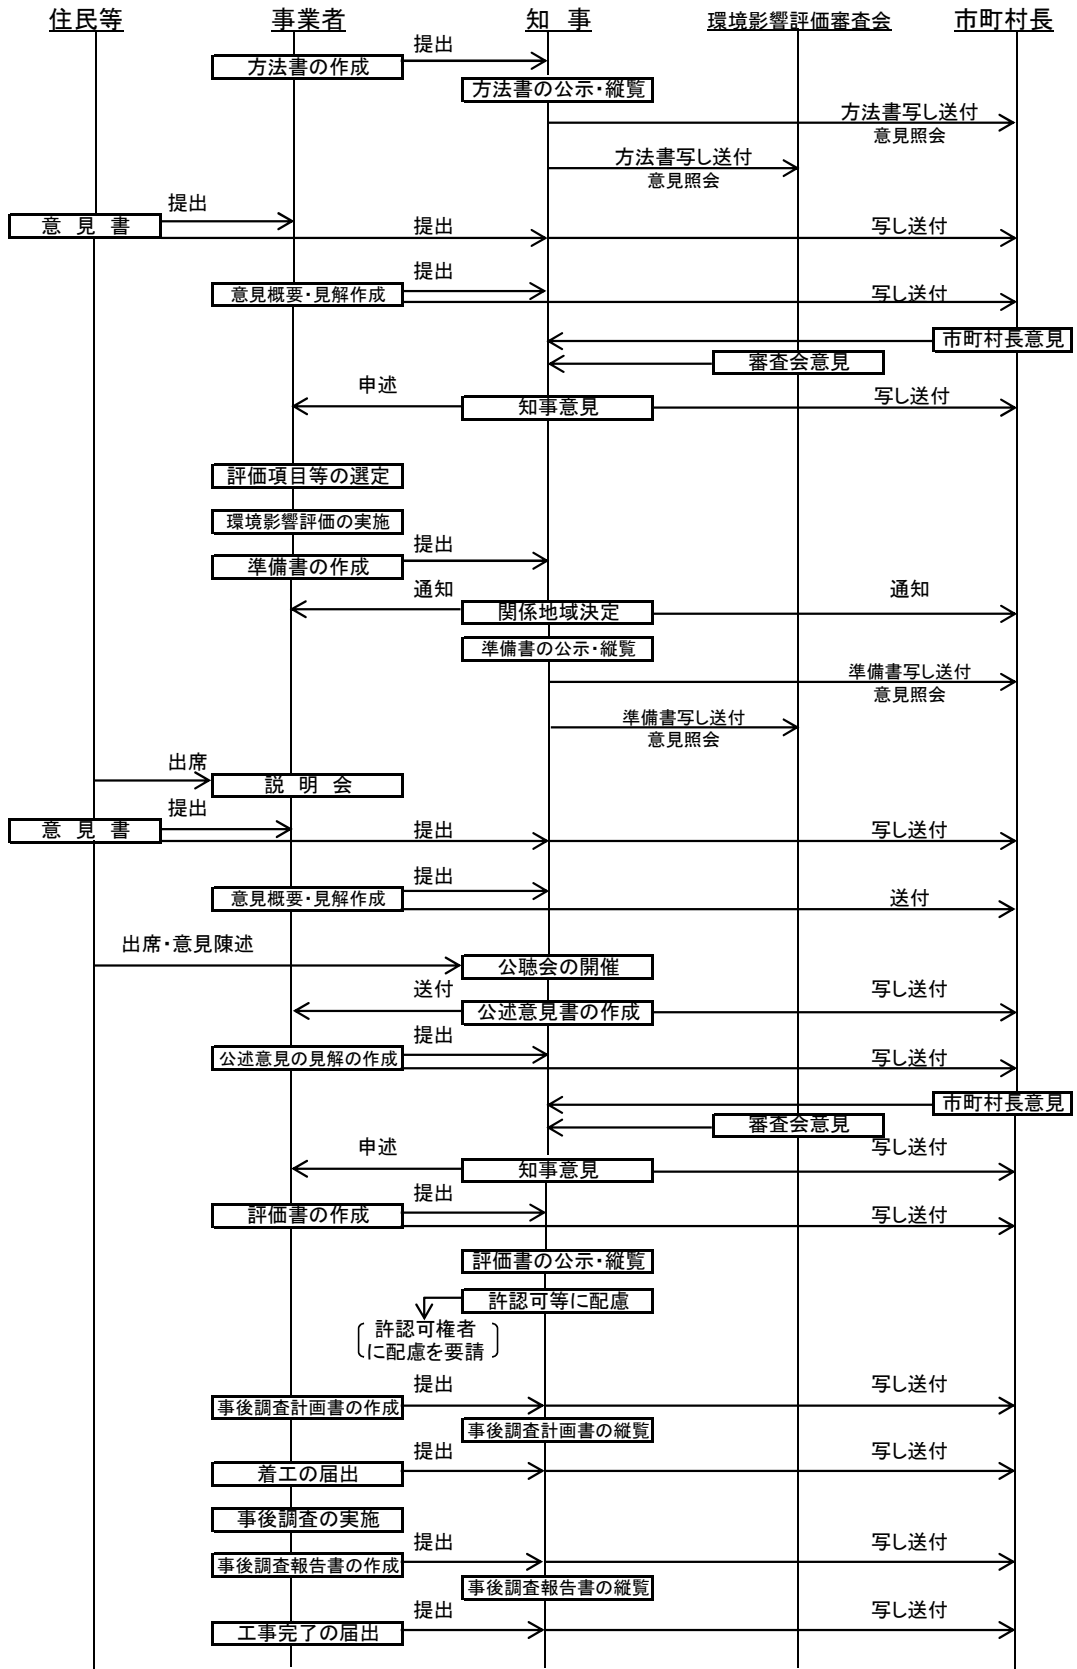 住民等 事業者 知 事 環境影響評価審査会 市町村長
提出
方法書の作成
方法書の公示・縦覧
方法書写し送付
意見照会
方法書写し送付
意見照会
提出
意 見 書
提出 写し送付
提出
意見概要・見解作成 写し送付
市町村長意見
審査会意見
申述 写し送付
知事意見
評価項目等の選定
環境影響評価の実施
提出
準備書の作成
通知 通知
関係地域決定
準備書の公示・縦覧
準備書写し送付
意見照会
準備書写し送付
意見照会
出席
説 明 会
提出
意 見 書 提出 写し送付
提出
意見概要・見解作成 送付
出席・意見陳述
公聴会の開催
送付 写し送付
公述意見書の作成
提出
公述意見の見解の作成 写し送付
市町村長意見
審査会意見
申述 写し送付
知事意見
提出
評価書の作成 写し送付
評価書の公示・縦覧
許認可等に配慮
許認可権者
に配慮を要請
提出 写し送付
事後調査計画書の作成
事後調査計画書の縦覧
提出 写し送付
着工の届出
事後調査の実施
提出 写し送付
事後調査報告書の作成
事後調査報告書の縦覧
提出 写し送付
工事完了の届出